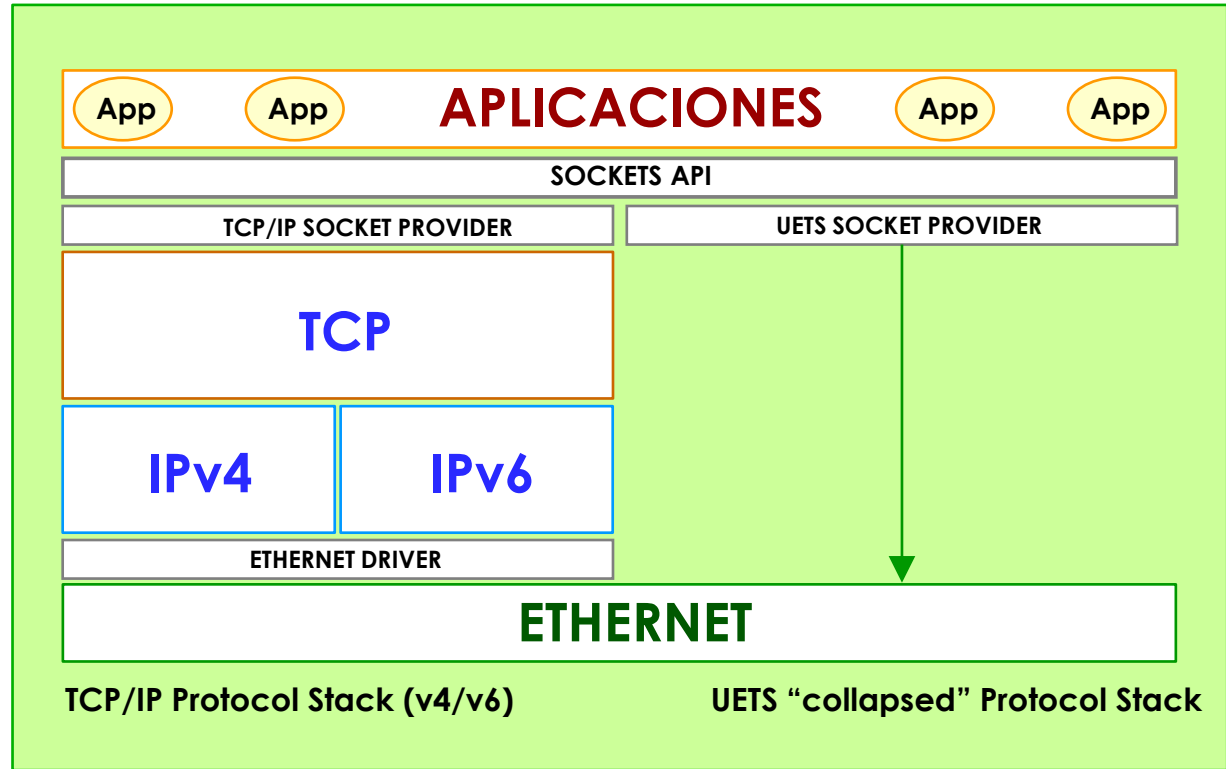 App App APLICACIONES App App
SOCKETS API
TCP/IP SOCKET PROVIDER UETS SOCKET PROVIDER
TCP
IPv4 IPv6
ETHERNET DRIVER
ETHERNET
TCP/IP Protocol Stack (v4/v6) UETS “collapsed” Protocol Stack